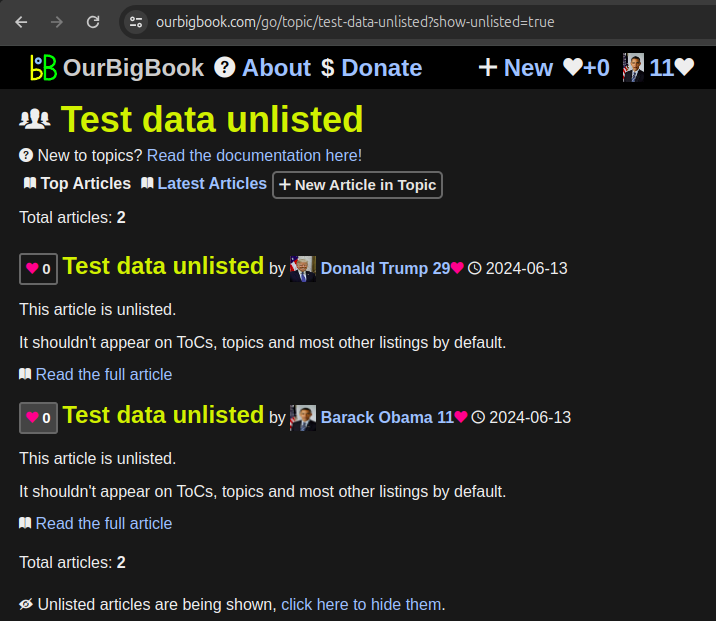 ourbigbook.com/go/topic/test-data-unlisted?show-unlisted=true
OurBigBook ? About $ Donate + New +0 11
Test data unlisted
? New to topics? Read the documentation here!
Top Articles Latest Articles + New Article in Topic
Total articles: 2
0 Test data unlisted by Donald Trump 29 2024-06-13
This article is unlisted.
It shouldn't appear on ToCs, topics and most other listings by default.
Read the full article
0 Test data unlisted by Barack Obama 11 2024-06-13
This article is unlisted.
It shouldn't appear on ToCs, topics and most other listings by default.
Read the full article
Total articles: 2
Unlisted articles are being shown, click here to hide them.